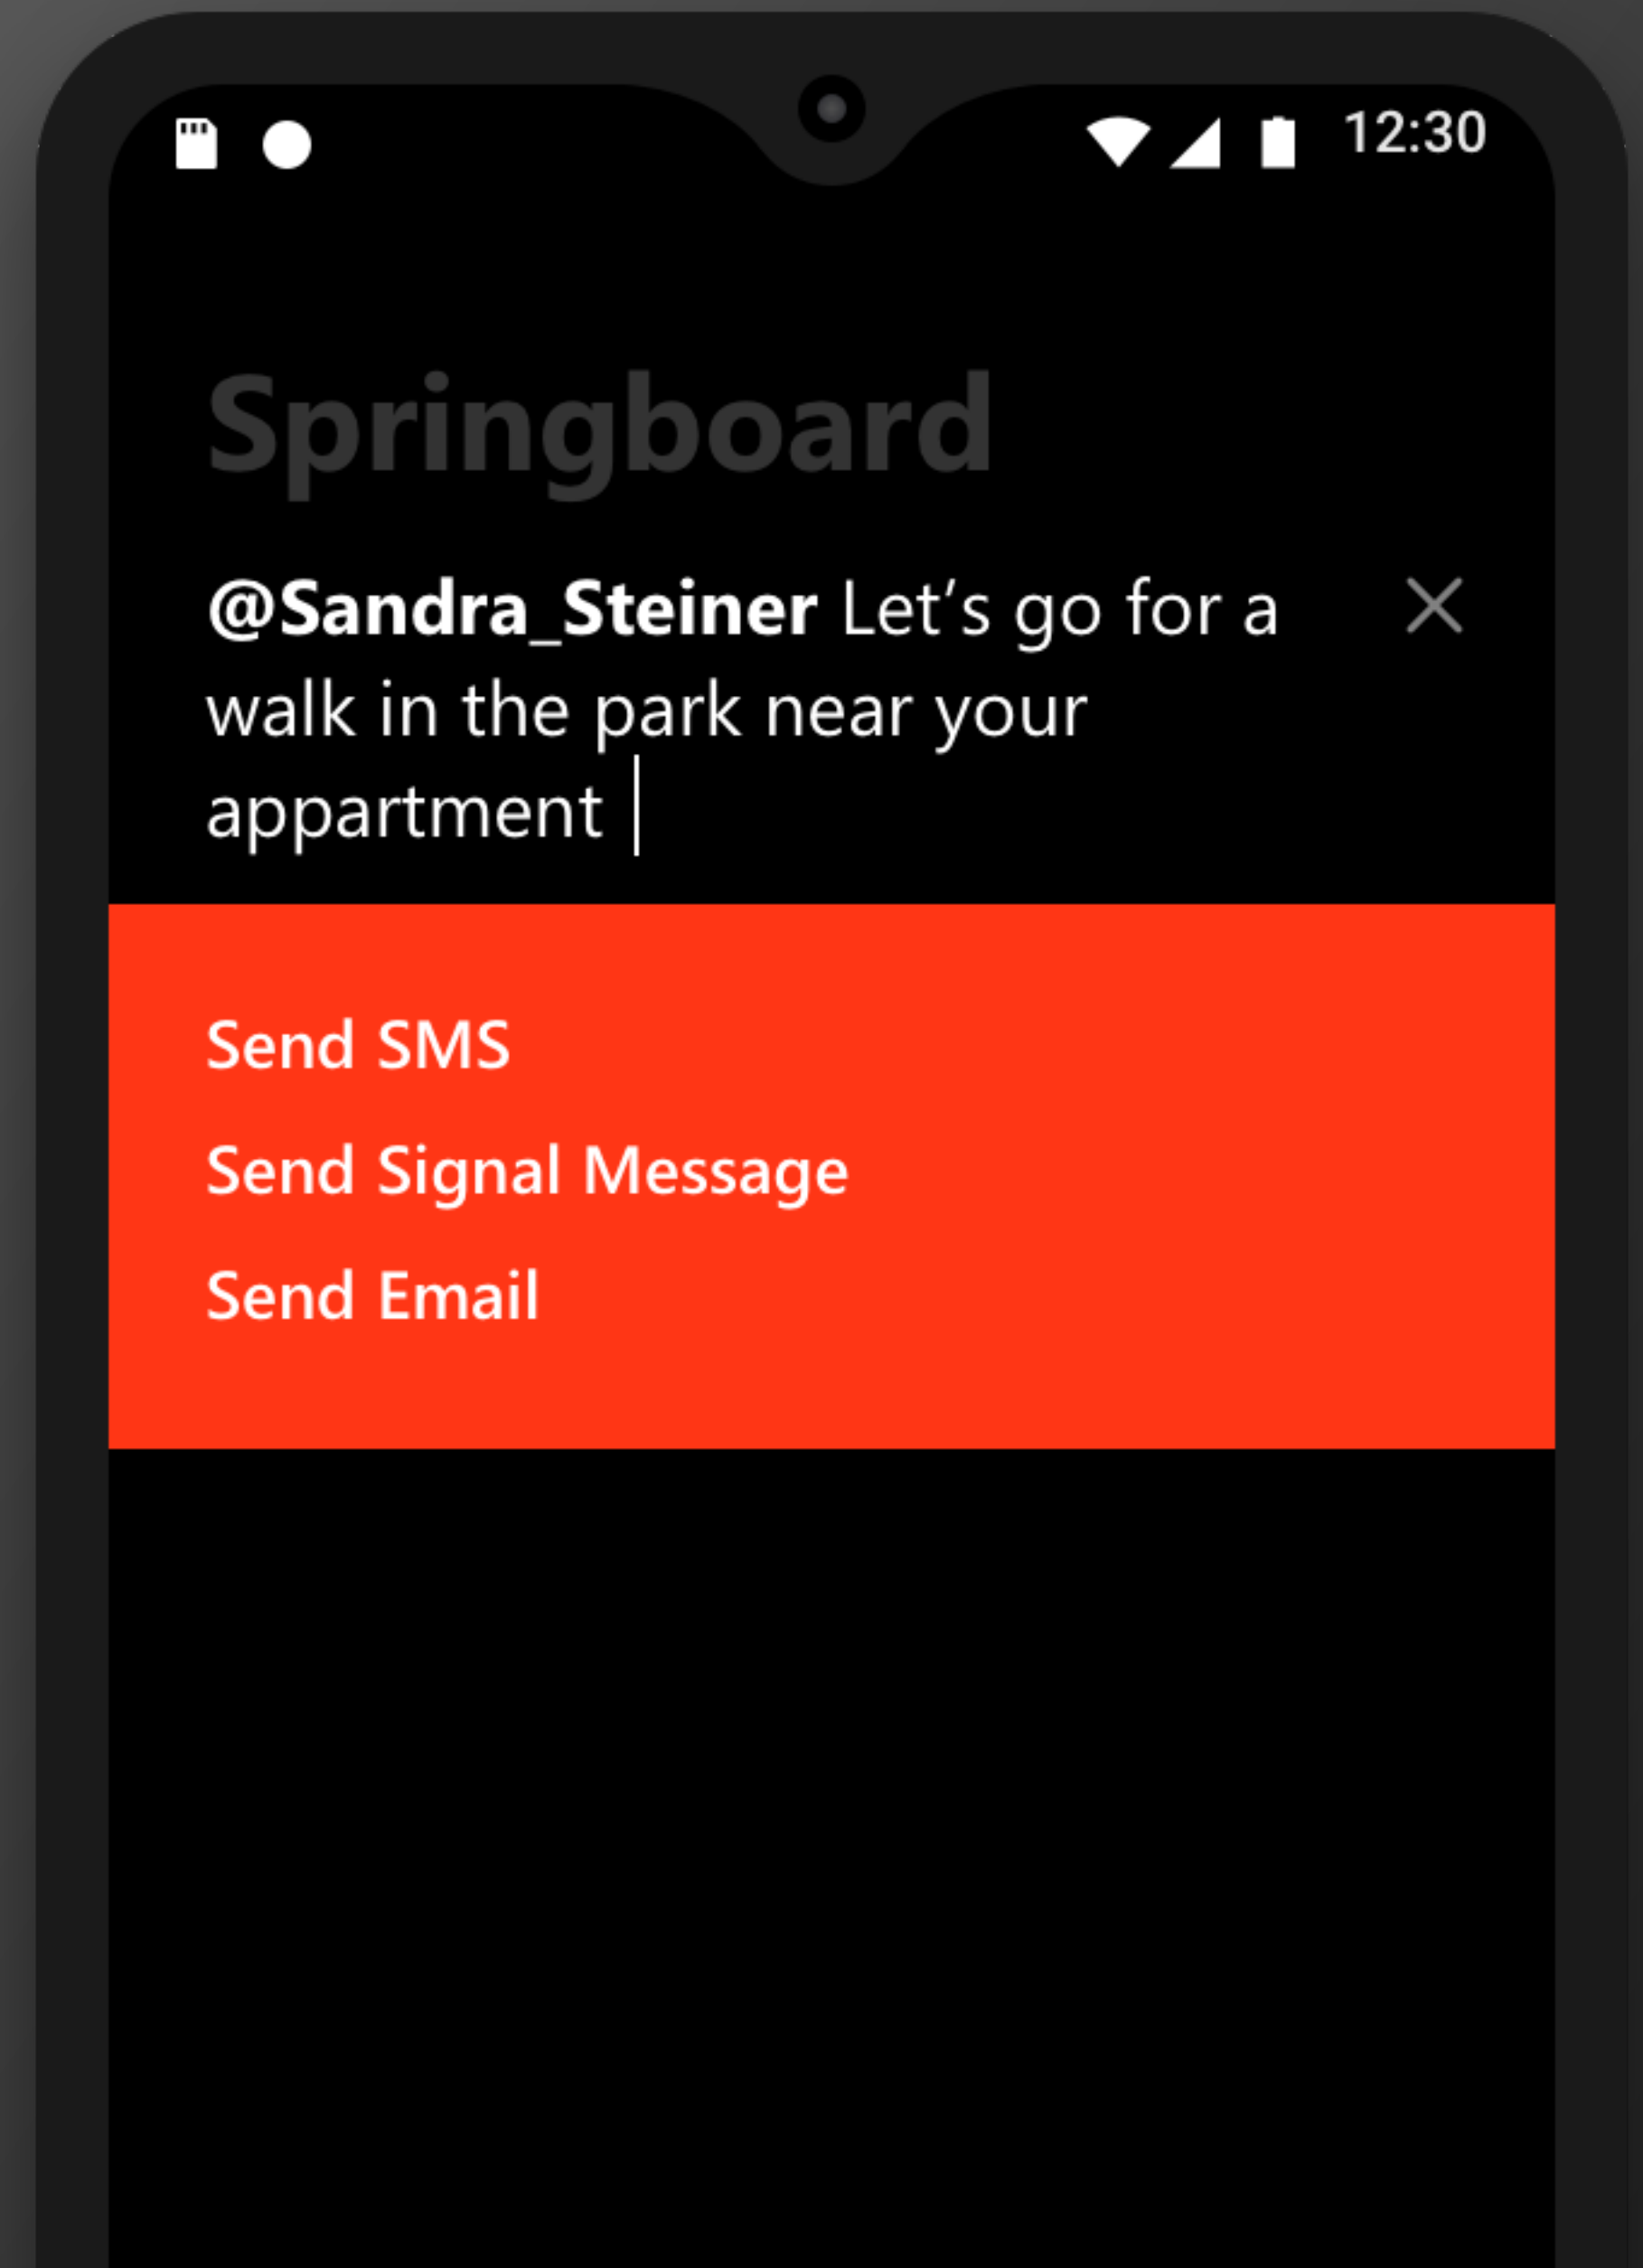 12:30
Springboard
@Sandra_Steiner Let’s go for a
walk in the park near your
appartment
Send SMS
Send Signal Message
Send Email